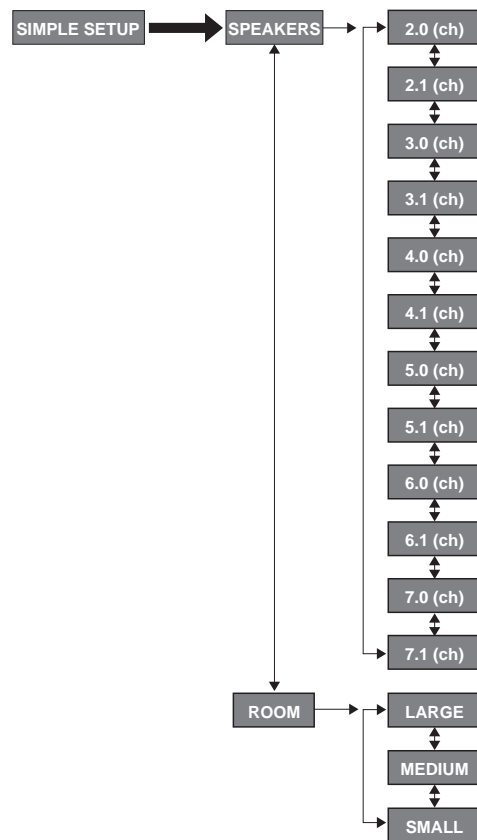 SIMPLE SETUP
SPEAKERS
2.0 (ch)
2.1 (ch)
3.0 (ch)
3.1 (ch)
4.0 (ch)
4.1 (ch)
5.0 (ch)
5.1 (ch)
6.0 (ch)
6.1 (ch)
7.0 (ch)
7.1 (ch)
ROOM
LARGE
MEDIUM
SMALL